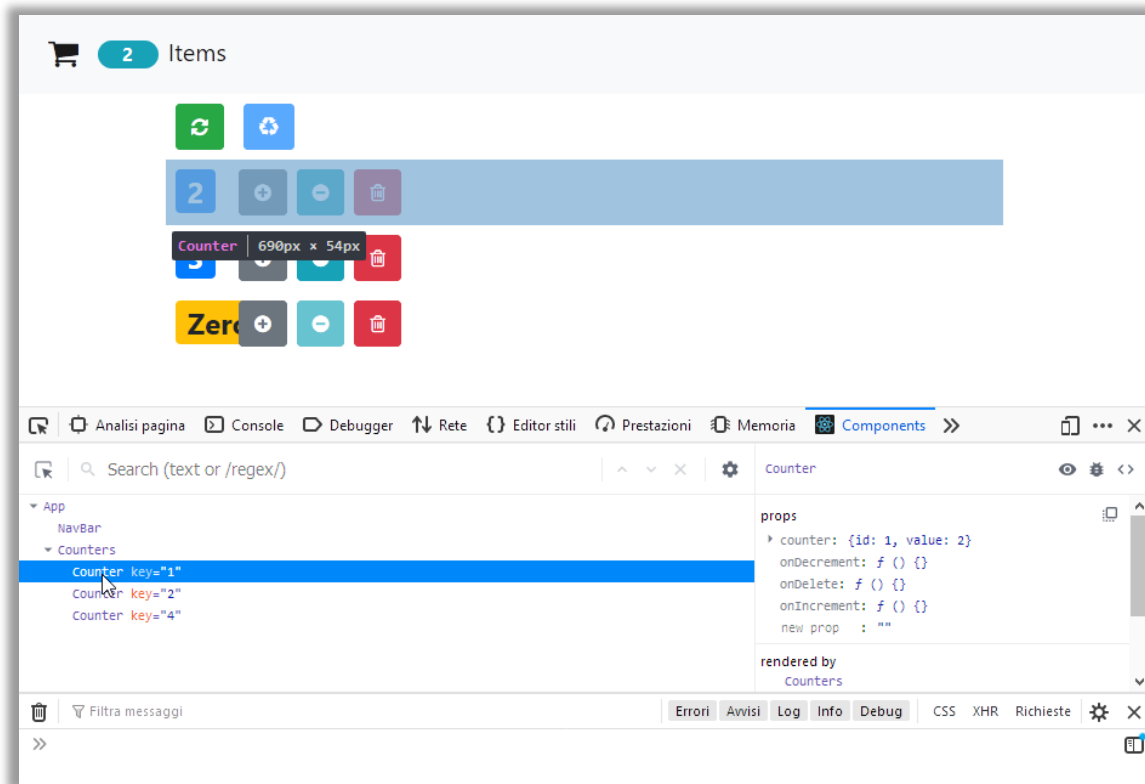 2 Items
2
Counter 690px × 54px
Zero
Analisi pagina Console Debugger Rete Editor stili Prestazioni Memoria Components
Search (text or /regex/)
Counter
App
NavBar
Counters
Counter key="1"
Counter key="2"
Counter key="4"
props
counter: {id: 1, value: 2}
onDecrement: ƒ () {}
onDelete: ƒ () {}
onIncrement: ƒ () {}
new prop : ""
rendered by
Counters
Filtra messaggi
Errori Avvisi Log Info Debug CSS XHR Richieste